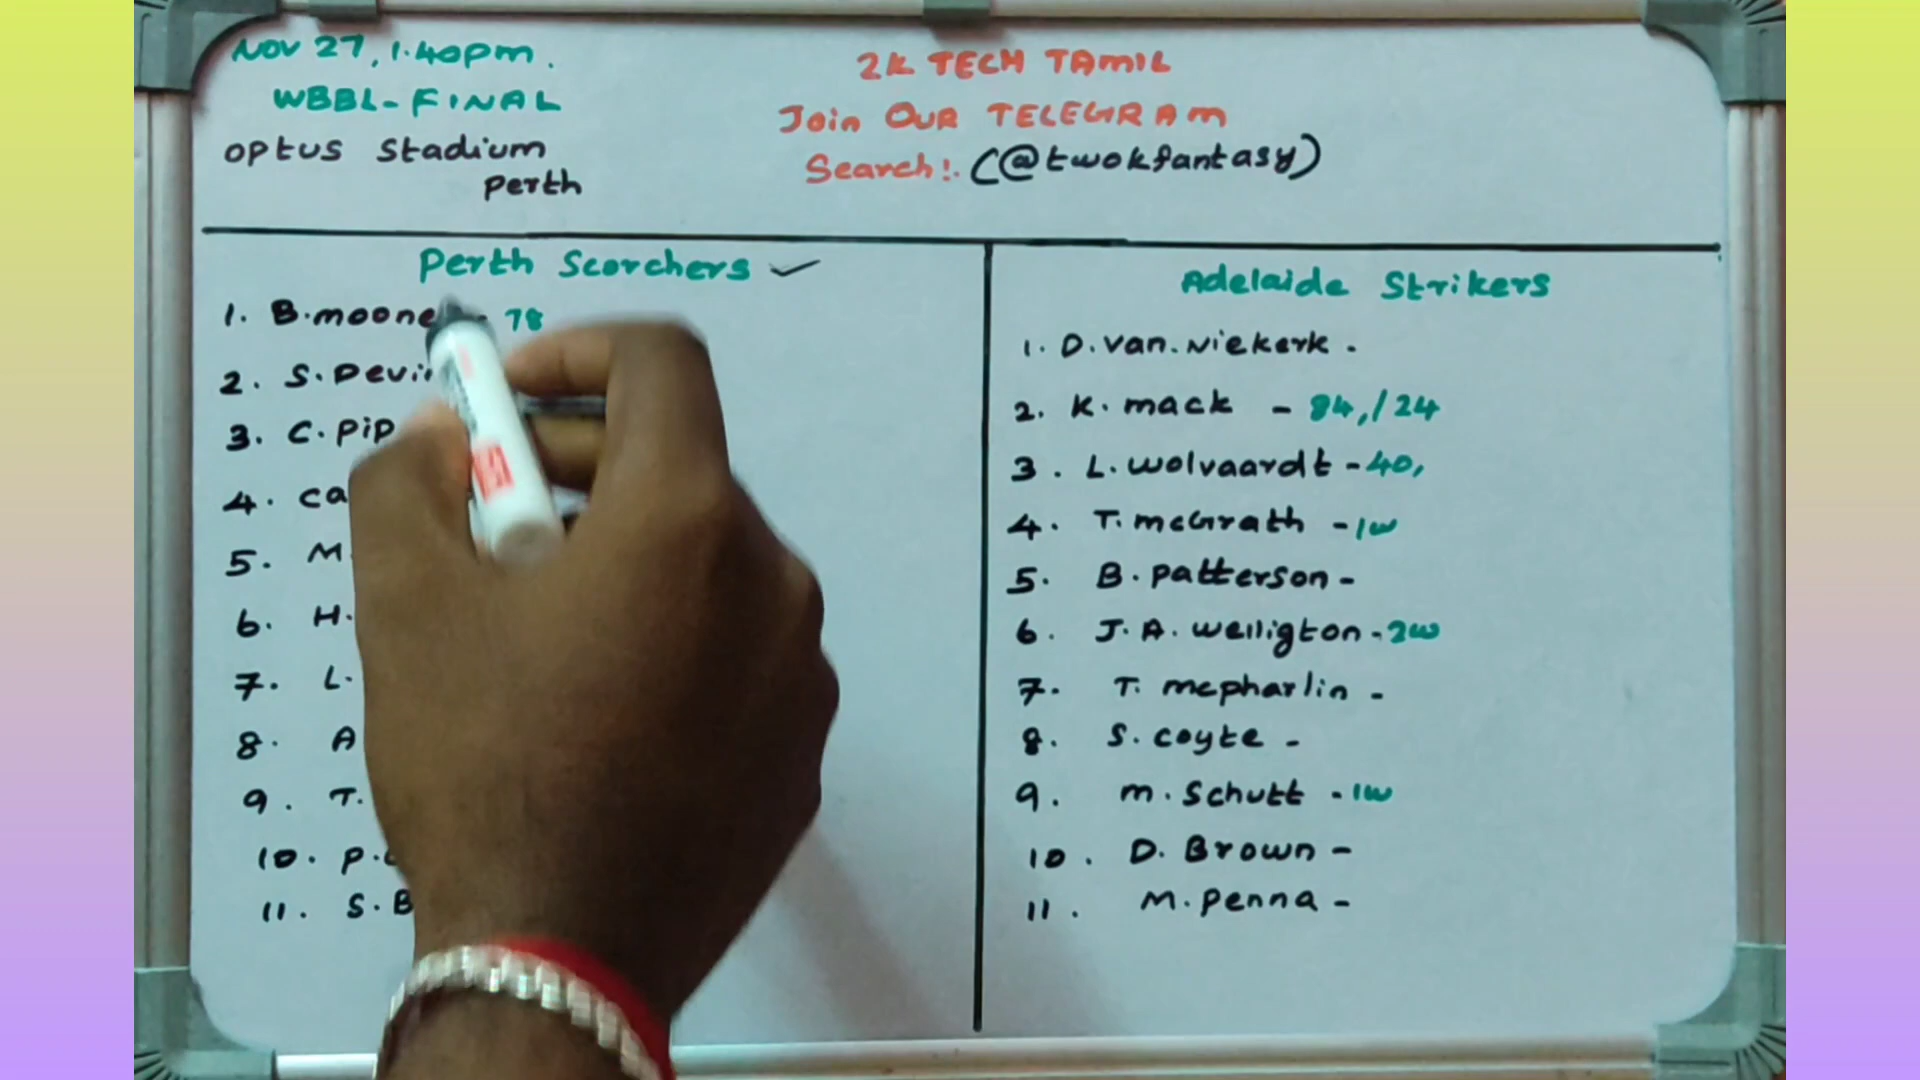 Nov 27, 1.40pm.
WBBL- FINAL
Optus Stadium
Perth
2K TECH TAMIL
Join OUR TELEGRAM
Search!. (@twokfantasy)
Perth Scorchers ✓
1. B.moone - 78
2. S.Devi
3. C.Pip
4. Ca
5. M.
6. H.
7. L.
8. A
9. T.
10. P.
11. S.B
Adelaide Strikers
1. D.Van.Niekerk -
2. K. mack - 84,/24
3. L.wolvaardt - 40,
4. T.mcGrath - 1w
5. B.patterson -
6. J.A. welligton - 2w
7. T. mcpharlin -
8. S. coyte -
9. m.Schutt - 1w
10. D. Brown -
11. M.Penna -